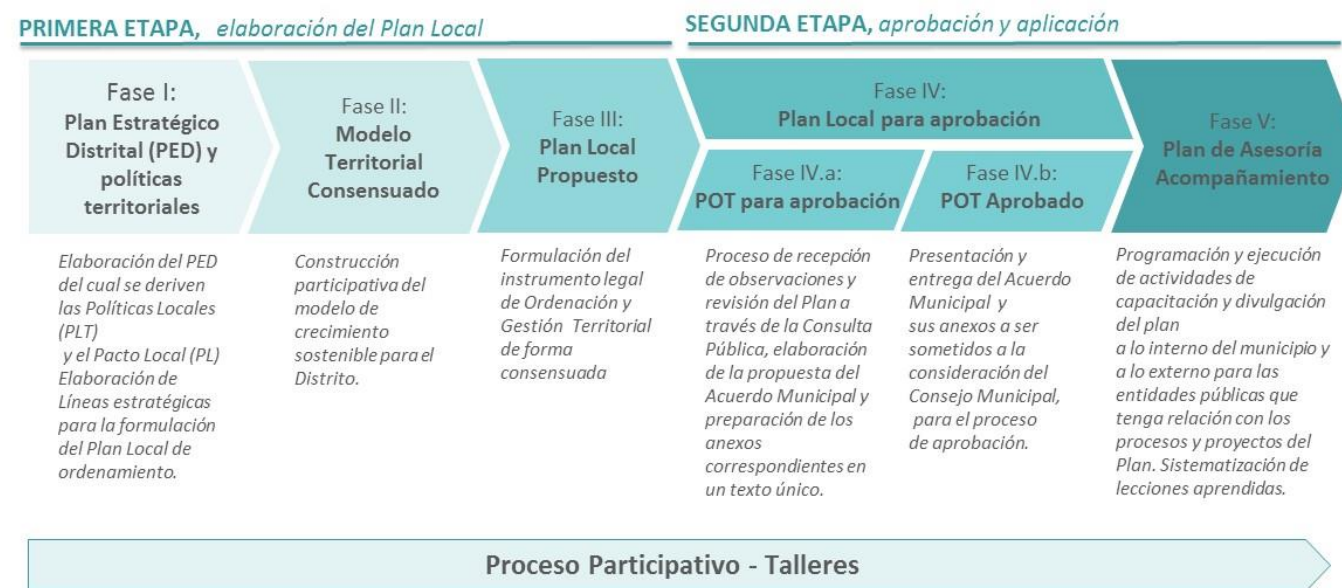 PRIMERA ETAPA, elaboración del Plan Local
SEGUNDA ETAPA, aprobación y aplicación
Fase I:
Plan Estratégico
Distrital (PED) y
políticas
territoriales
Fase II:
Modelo
Territorial
Consensuado
Fase III:
Plan Local
Propuesto
Fase IV:
Plan Local para aprobación
Fase IV.a:
POT para aprobación
Fase IV.b:
POT Aprobado
Fase V:
Plan de Asesoría
Acompañamiento
Elaboración del PED
del cual se deriven
las Políticas Locales
(PLT)
y el Pacto Local (PL)
Elaboración de
Líneas estratégicas
para la formulación
del Plan Local de
ordenamiento.
Construcción
participativa del
modelo de
crecimiento
sostenible para el
Distrito.
Formulación del
instrumento legal
de Ordenación y
Gestión Territorial
de forma
consensuada
Proceso de recepción
de observaciones y
revisión del Plan a
través de la Consulta
Pública, elaboración
de la propuesta del
Acuerdo Municipal y
preparación de los
anexos
correspondientes en
un texto único.
Presentación y
entrega del Acuerdo
Municipal y
sus anexos a ser
sometidos a la
consideración del
Consejo Municipal,
para el proceso
de aprobación.
Programación y ejecución
de actividades de
capacitación y divulgación
del plan
a lo interno del municipio y
a lo externo para las
entidades públicas que
tenga relación con los
procesos y proyectos del
Plan. Sistematización de
lecciones aprendidas.
Proceso Participativo - Talleres